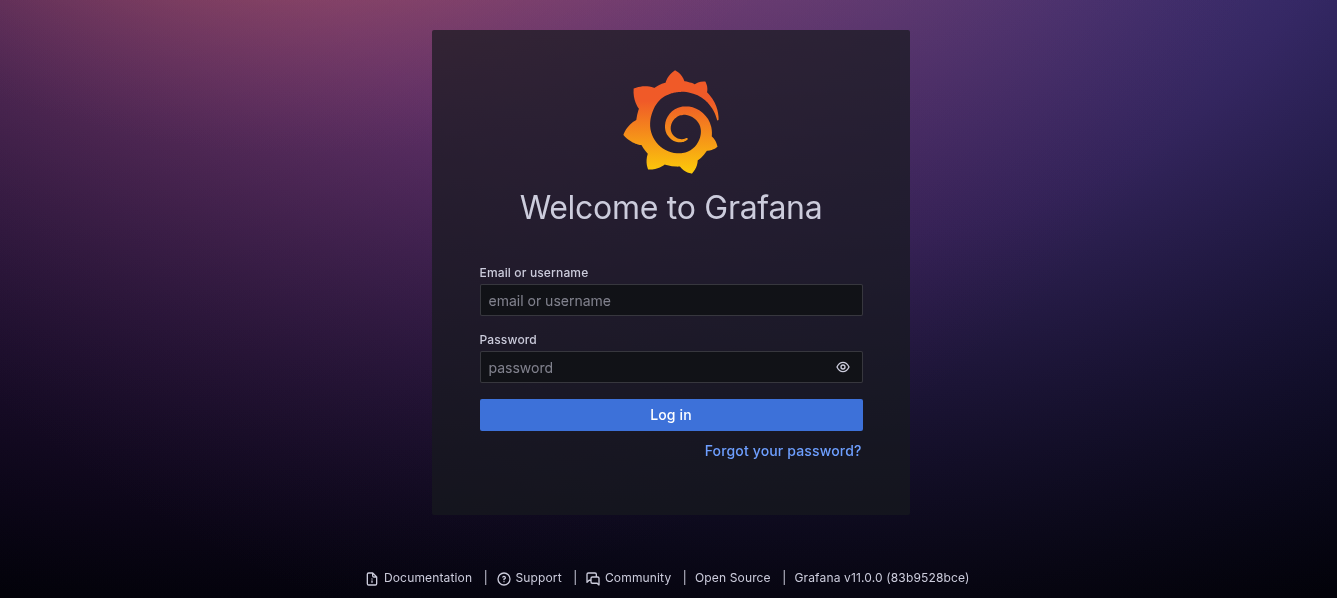 Welcome to Grafana
Email or username
email or username
Password
password
Log in
Forgot your password?
Documentation | Support | Community | Open Source | Grafana v11.0.0 (83b9528bce)